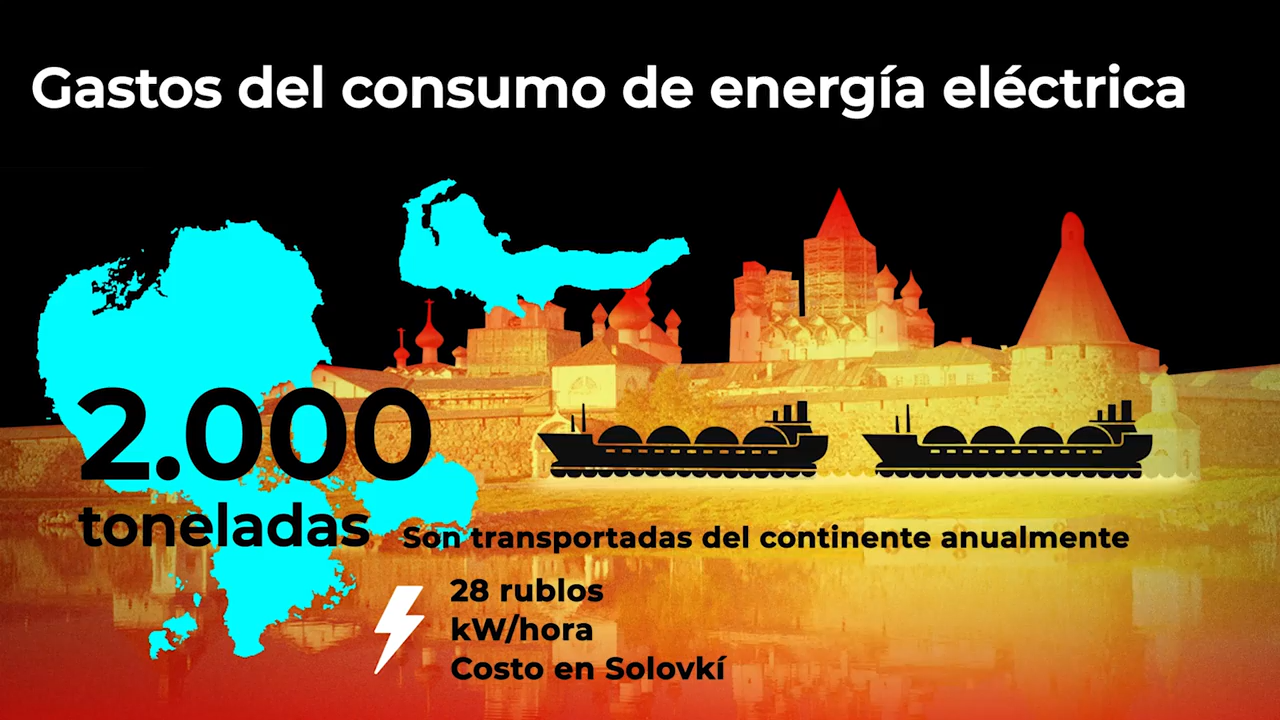 Gastos del consumo de energía eléctrica
2.000
toneladas
Son transportadas del continente anualmente
28 rublos
kW/hora
Costo en Solovkí